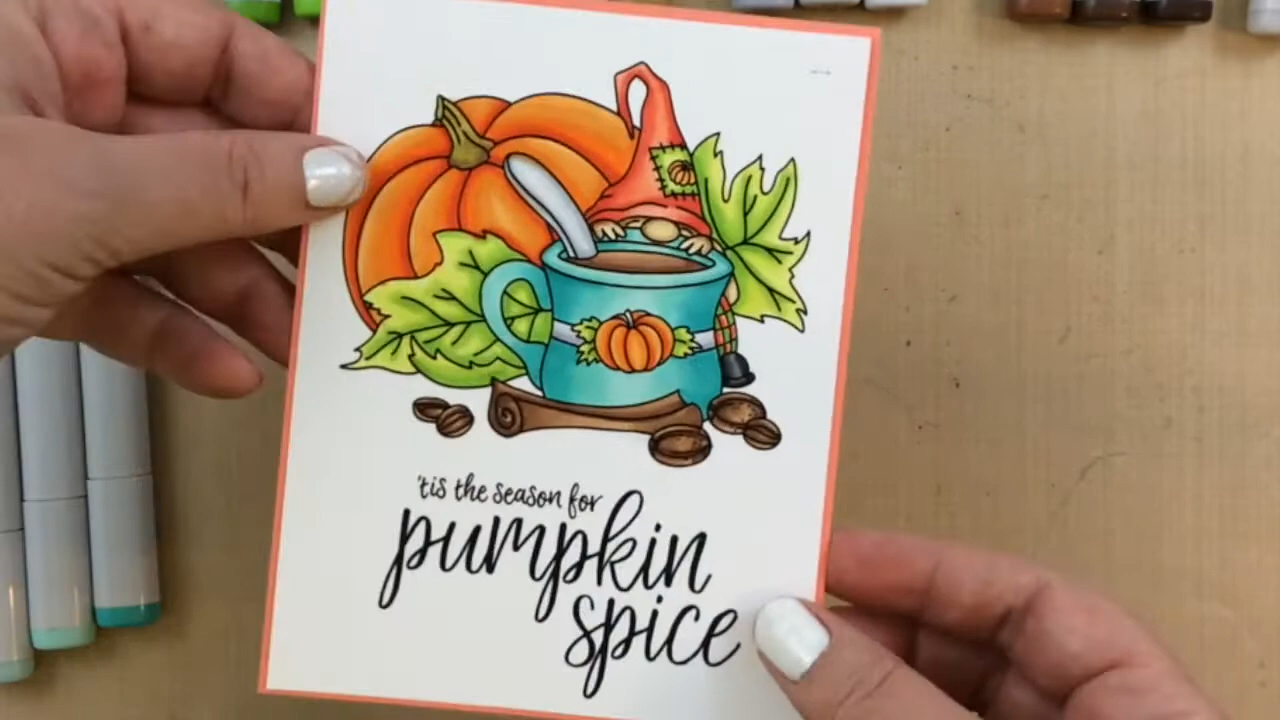 'tis the season for
pumpkin
spice